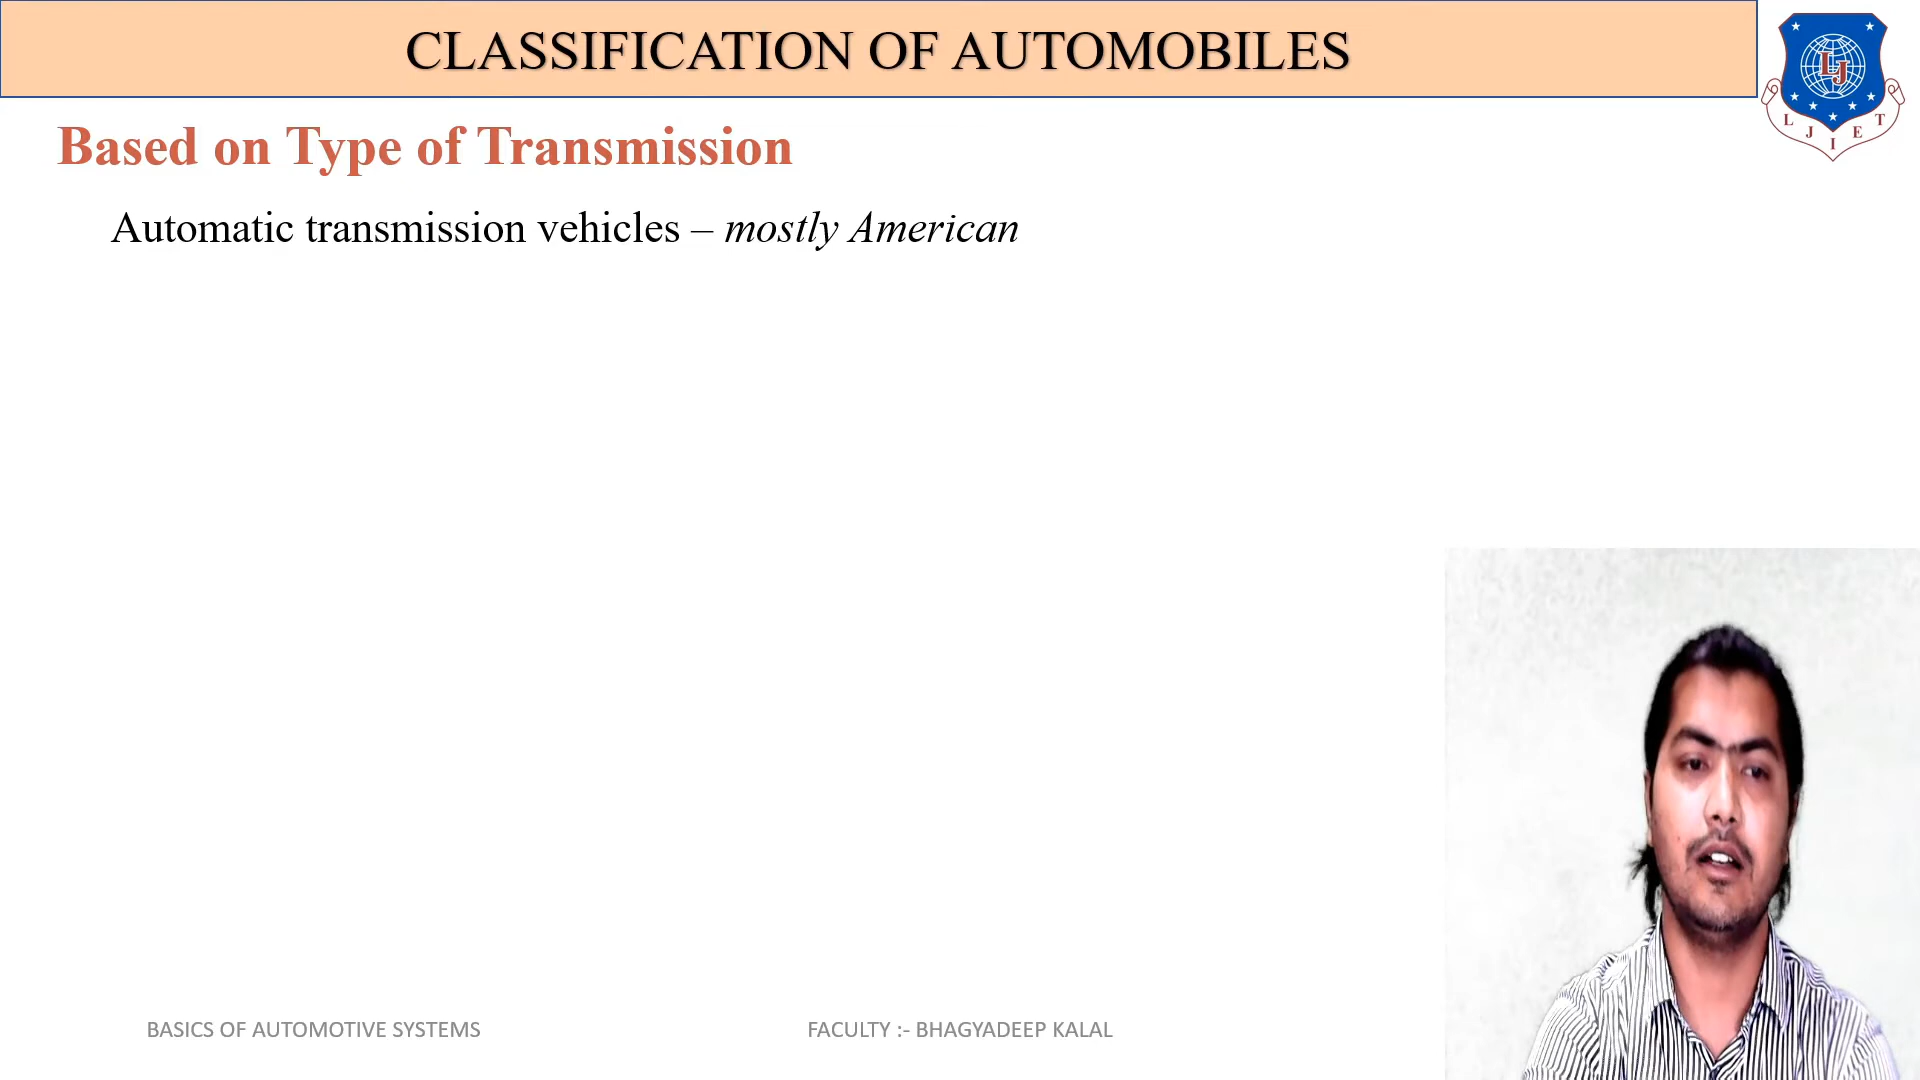 CLASSIFICATION OF AUTOMOBILES
LJ
L J I E T
Based on Type of Transmission
Automatic transmission vehicles – mostly American
BASICS OF AUTOMOTIVE SYSTEMS
FACULTY :- BHAGYADEEP KALAL